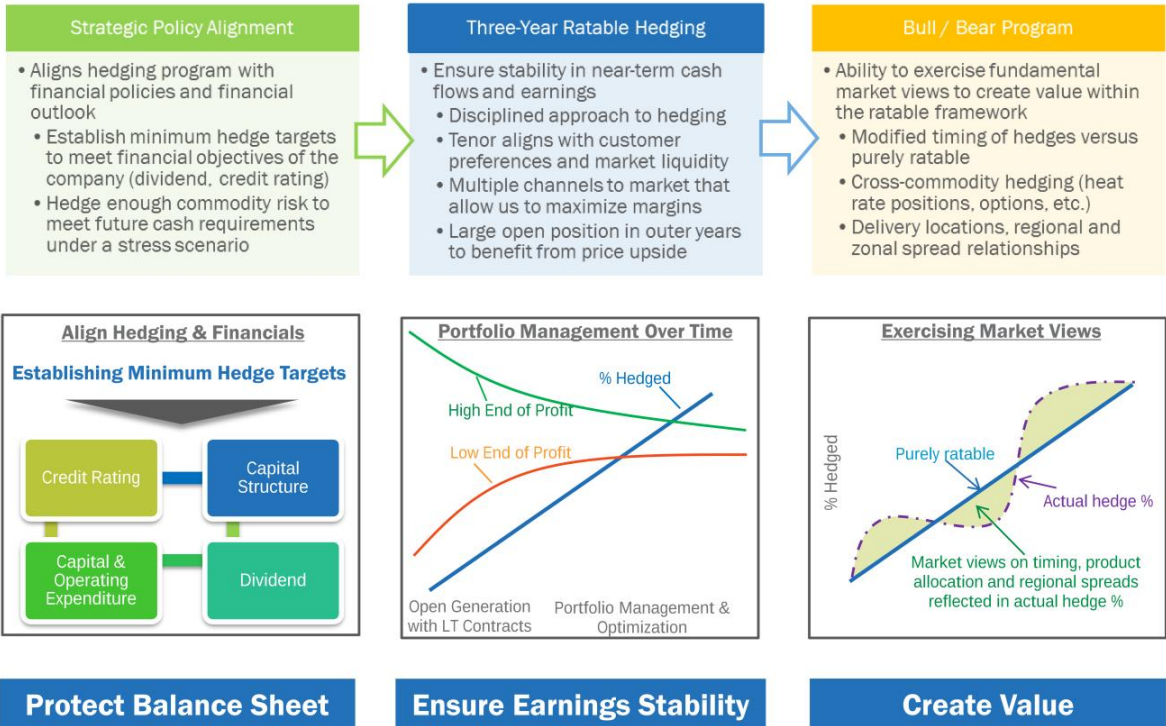 Strategic Policy Alignment
• Aligns hedging program with
financial policies and financial
outlook
• Establish minimum hedge targets
to meet financial objectives of the
company (dividend, credit rating)
• Hedge enough commodity risk to
meet future cash requirements
under a stress scenario
Three-Year Ratable Hedging
• Ensure stability in near-term cash
flows and earnings
• Disciplined approach to hedging
• Tenor aligns with customer
preferences and market liquidity
• Multiple channels to market that
allow us to maximize margins
• Large open position in outer years
to benefit from price upside
Bull / Bear Program
• Ability to exercise fundamental
market views to create value within
the ratable framework
• Modified timing of hedges versus
purely ratable
• Cross-commodity hedging (heat
rate positions, options, etc.)
• Delivery locations, regional and
zonal spread relationships
Align Hedging & Financials
Establishing Minimum Hedge Targets
Credit Rating
Capital
Structure
Capital &
Operating
Expenditure
Dividend
Portfolio Management Over Time
% Hedged
High End of Profit
Low End of Profit
Open Generation
with LT Contracts
Portfolio Management &
Optimization
Exercising Market Views
% Hedged
Purely ratable
Actual hedge %
Market views on timing, product
allocation and regional spreads
reflected in actual hedge %
Protect Balance Sheet
Ensure Earnings Stability
Create Value